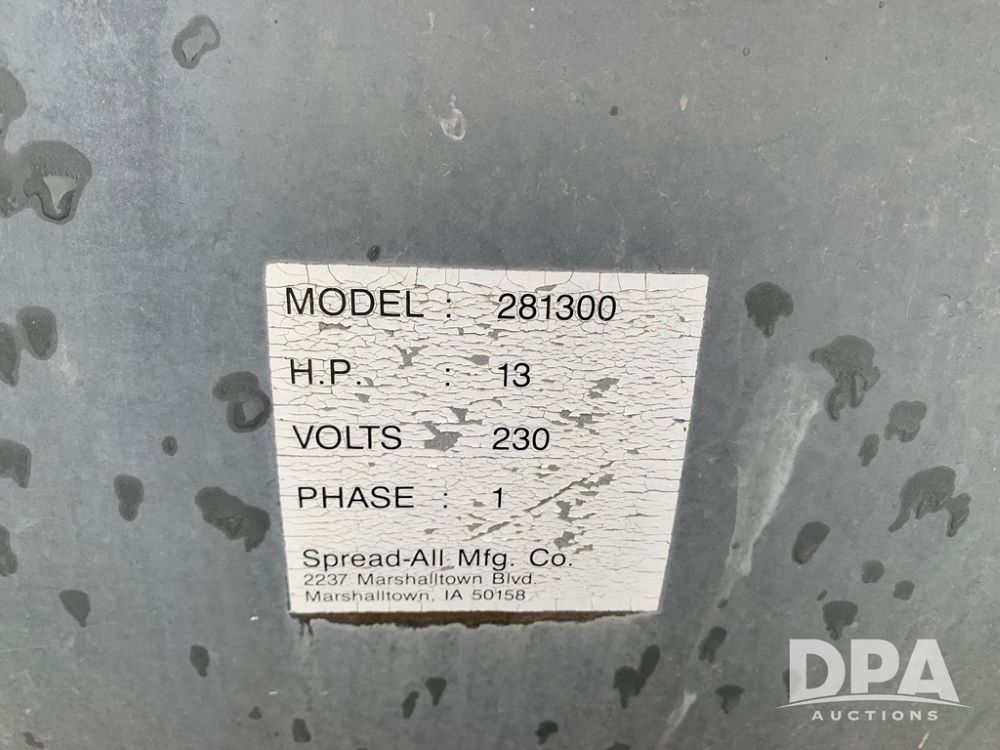 MODEL : 281300
H.P. : 13
VOLTS 230
PHASE : 1
Spread-All Mfg. Co.
2237 Marshalltown Blvd.
Marshalltown, IA 50158
DPA
AUCTIONS